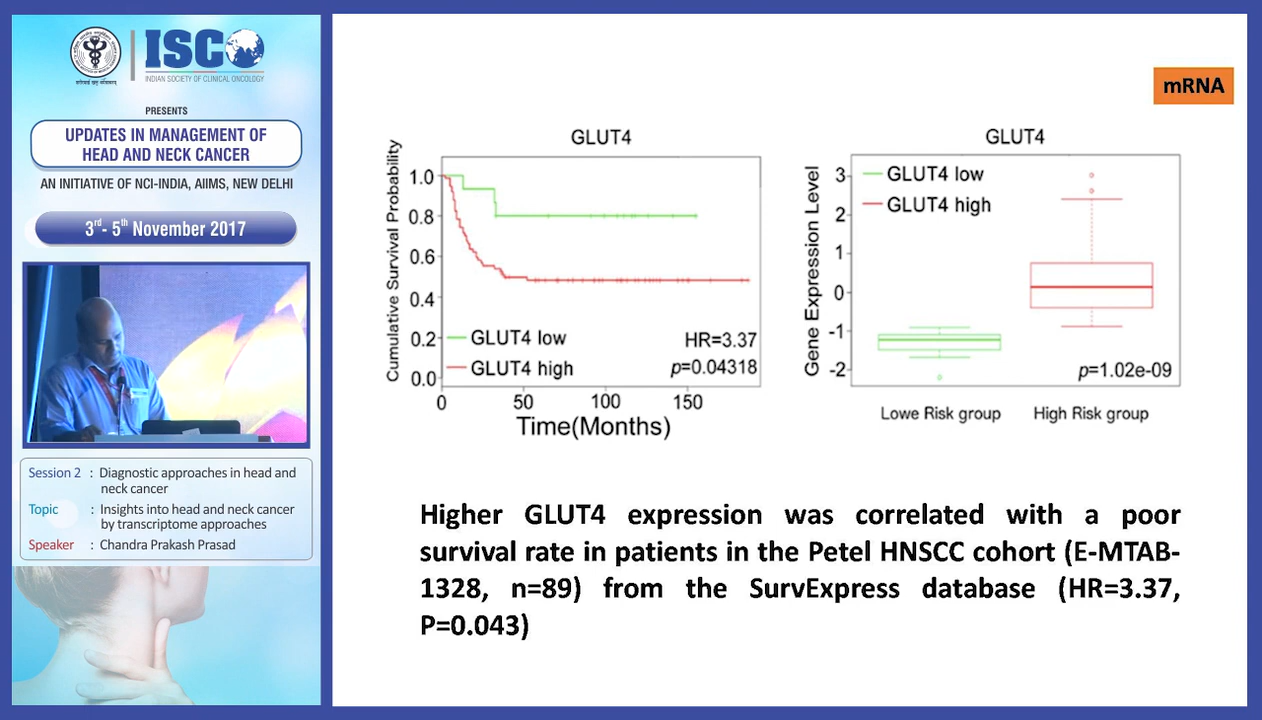 ISCO
INDIAN SOCIETY OF CLINICAL ONCOLOGY
PRESENTS
UPDATES IN MANAGEMENT OF
HEAD AND NECK CANCER
AN INITIATIVE OF NCI-INDIA, AIIMS, NEW DELHI
3rd- 5th November 2017
Session 2 : Diagnostic approaches in head and
neck cancer
Topic : Insights into head and neck cancer
by transcriptome approaches
Speaker : Chandra Prakash Prasad
mRNA
GLUT4
Cumulative Survival Probability
1.0
0.8
0.6
0.4
0.2
0.0
GLUT4 low
GLUT4 high
HR=3.37
p=0.04318
0 50 100 150
Time(Months)
GLUT4
Gene Expression Level
3
2
1
0
-1
-2
GLUT4 low
GLUT4 high
p=1.02e-09
Lowe Risk group High Risk group
Higher GLUT4 expression was correlated with a poor
survival rate in patients in the Petel HNSCC cohort (E-MTAB-
1328, n=89) from the SurvExpress database (HR=3.37,
P=0.043)